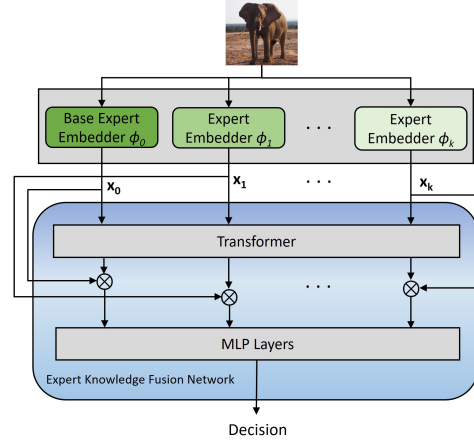 Base Expert
Embedder ϕ0
Expert
Embedder ϕ1
. . .
Expert
Embedder ϕk
x0
x1
. . .
xk
Transformer
. . .
MLP Layers
Expert Knowledge Fusion Network
Decision